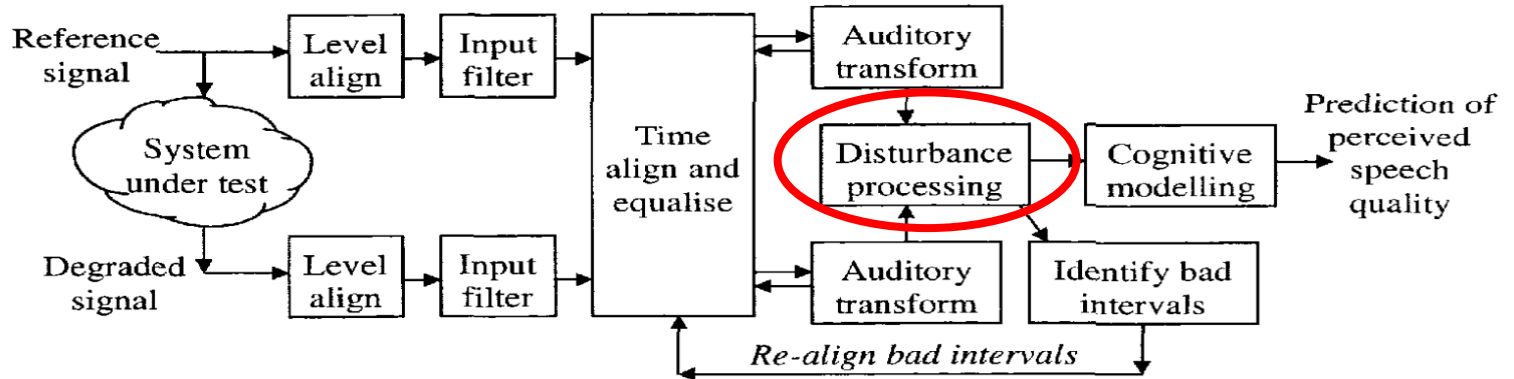 Reference
signal
Level
align
Input
filter
Time
align and
equalise
Auditory
transform
Disturbance
processing
Cognitive
modelling
Prediction of
perceived
speech
quality
System
under test
Degraded
signal
Level
align
Input
filter
Auditory
transform
Identify bad
intervals
Re-align bad intervals